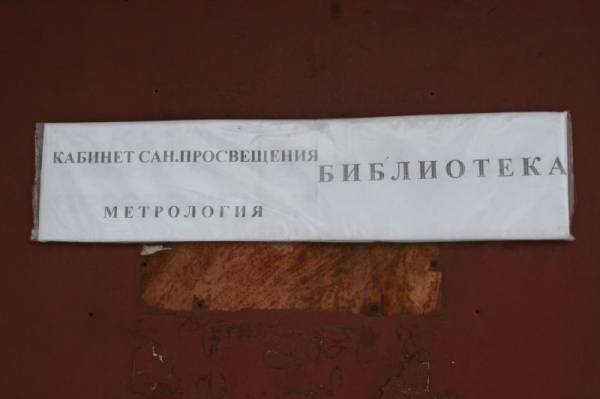 КАБИНЕТ САН.ПРОСВЕЩЕНИЯ
МЕТРОЛОГИЯ
БИБЛИОТЕКА